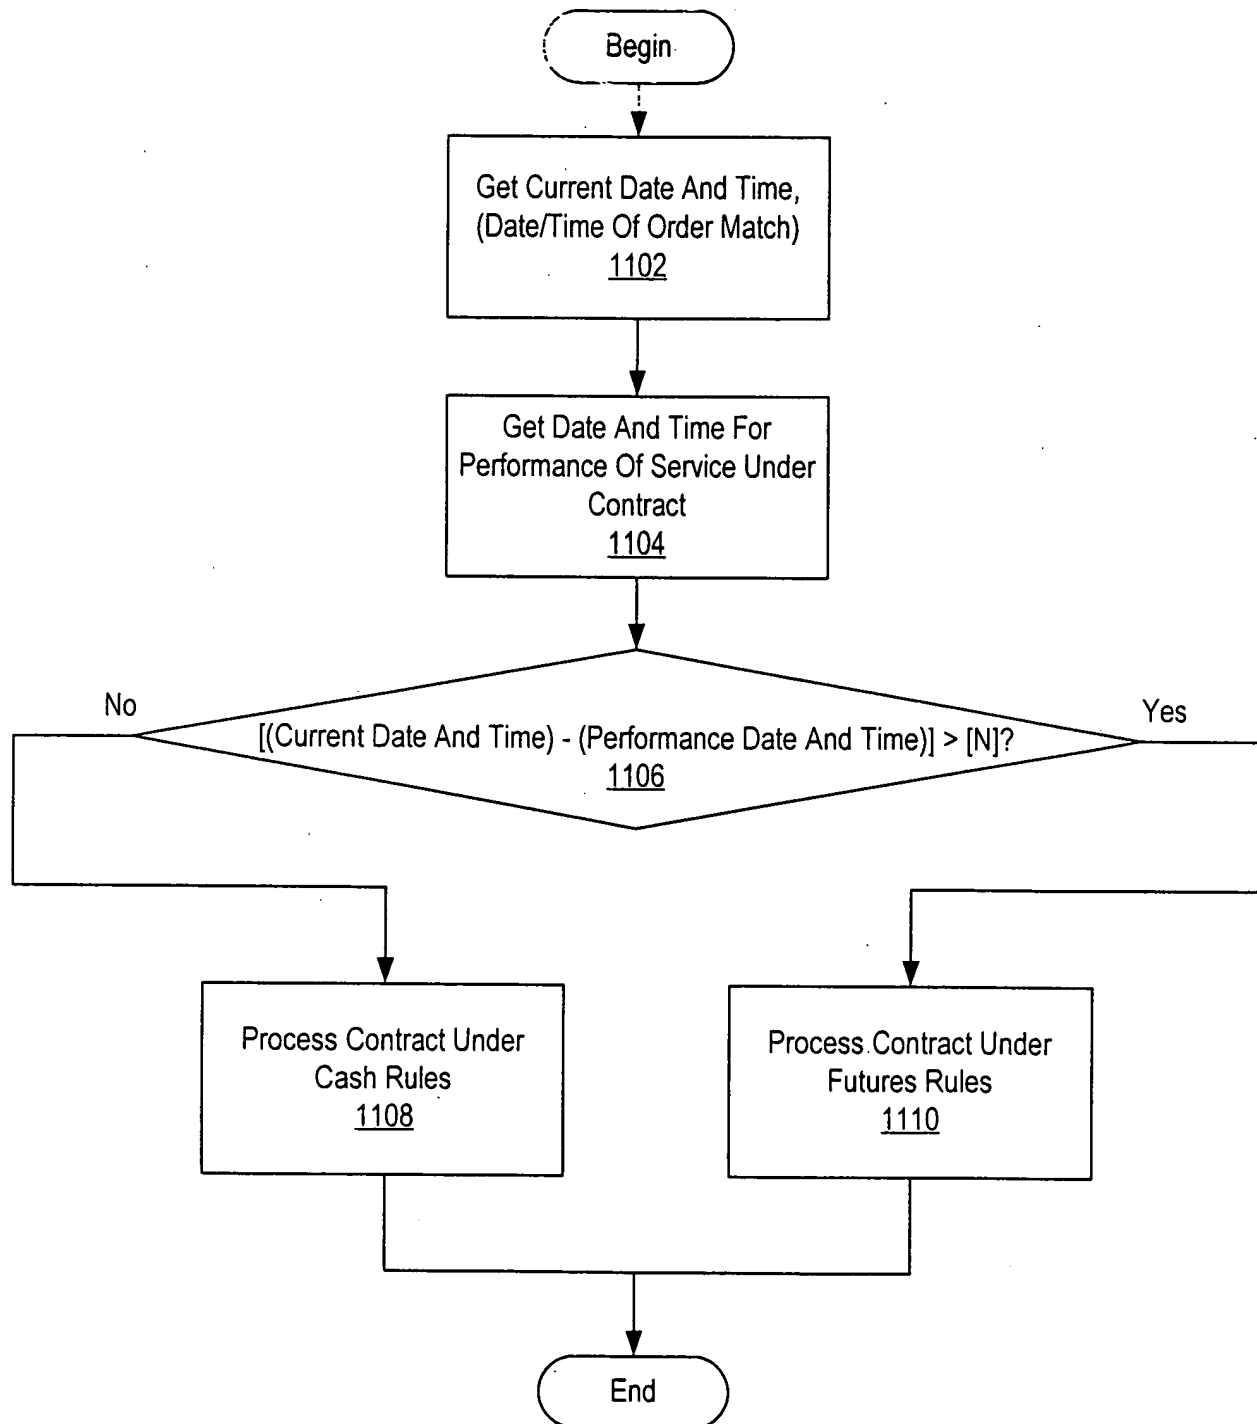 Begin
Get Current Date And Time,
(Date/Time Of Order Match)
1102
Get Date And Time For
Performance Of Service Under
Contract
1104
No
Yes
[(Current Date And Time) - (Performance Date And Time)] > [N]?
1106
Process Contract Under
Cash Rules
1108
Process Contract Under
Futures Rules
1110
End